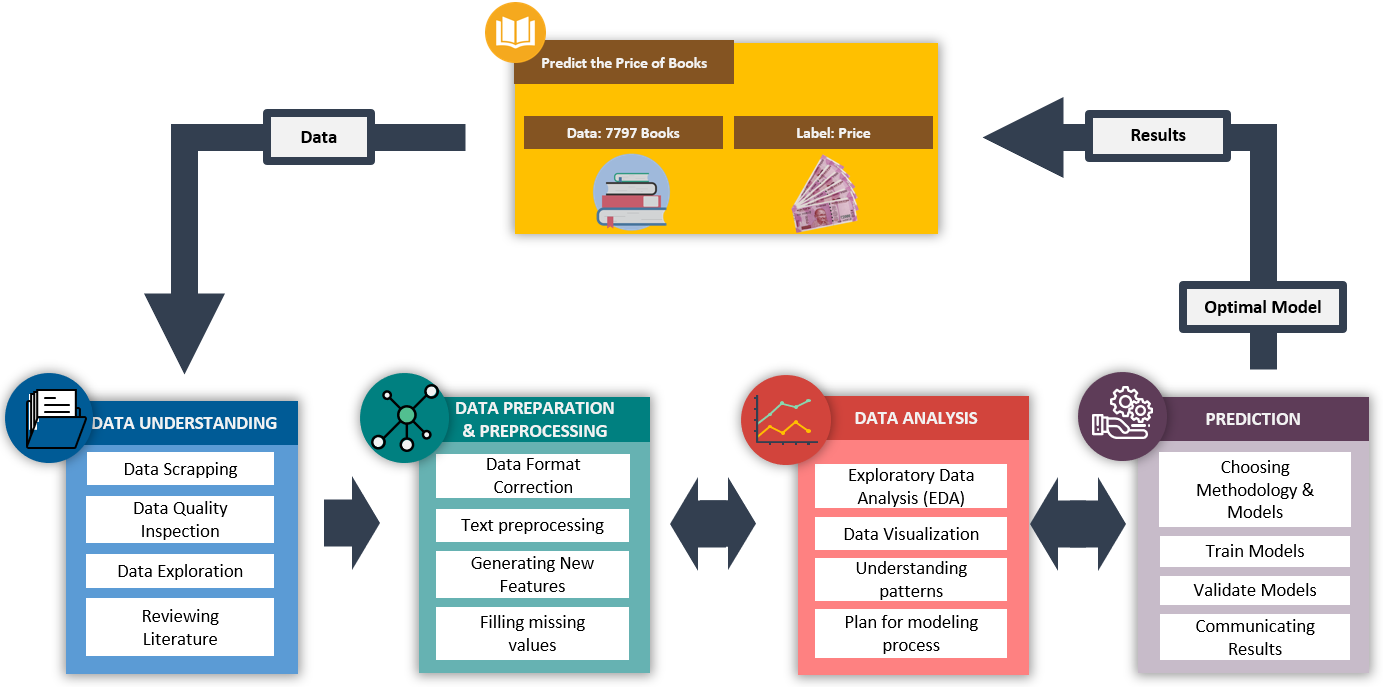 Predict the Price of Books
Data: 7797 Books
Label: Price
Data
Results
Optimal Model
DATA UNDERSTANDING
Data Scrapping
Data Quality
Inspection
Data Exploration
Reviewing
Literature
DATA PREPARATION
& PREPROCESSING
Data Format
Correction
Text preprocessing
Generating New
Features
Filling missing
values
DATA ANALYSIS
Exploratory Data
Analysis (EDA)
Data Visualization
Understanding
patterns
Plan for modeling
process
PREDICTION
Choosing
Methodology &
Models
Train Models
Validate Models
Communicating
Results